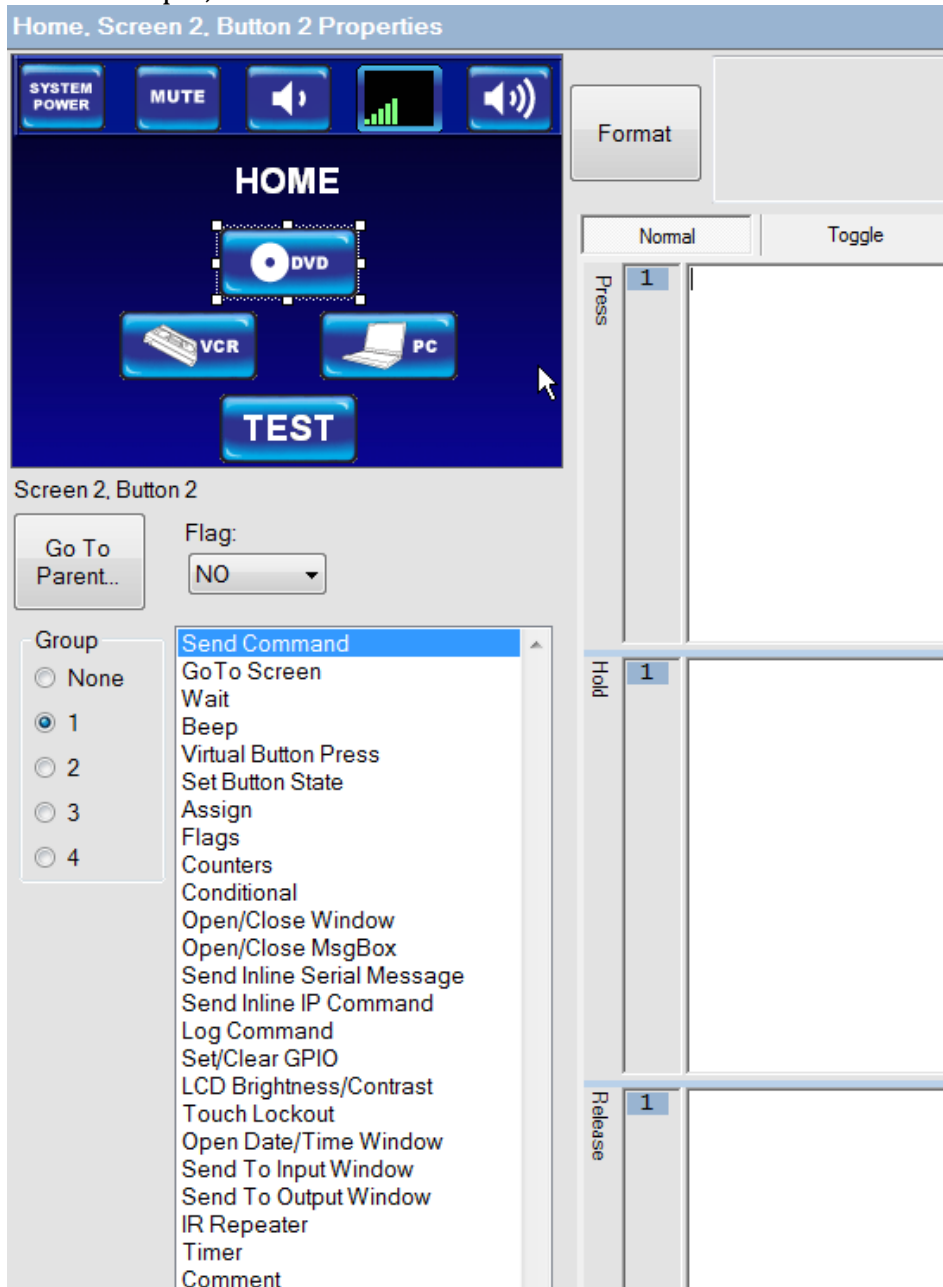 Home, Screen 2, Button 2 Properties
SYSTEM
POWER
MUTE
HOME
DVD
VCR
PC
TEST
Format
Normal
Toggle
Press
1
Screen 2, Button 2
Go To
Parent...
Flag:
NO
Group
None
1
2
3
4
Send Command
GoTo Screen
Wait
Beep
Virtual Button Press
Set Button State
Assign
Flags
Counters
Conditional
Open/Close Window
Open/Close MsgBox
Send Inline Serial Message
Send Inline IP Command
Log Command
Set/Clear GPIO
LCD Brightness/Contrast
Touch Lockout
Open Date/Time Window
Send To Input Window
Send To Output Window
IR Repeater
Timer
Comment
Hold
1
Release
1